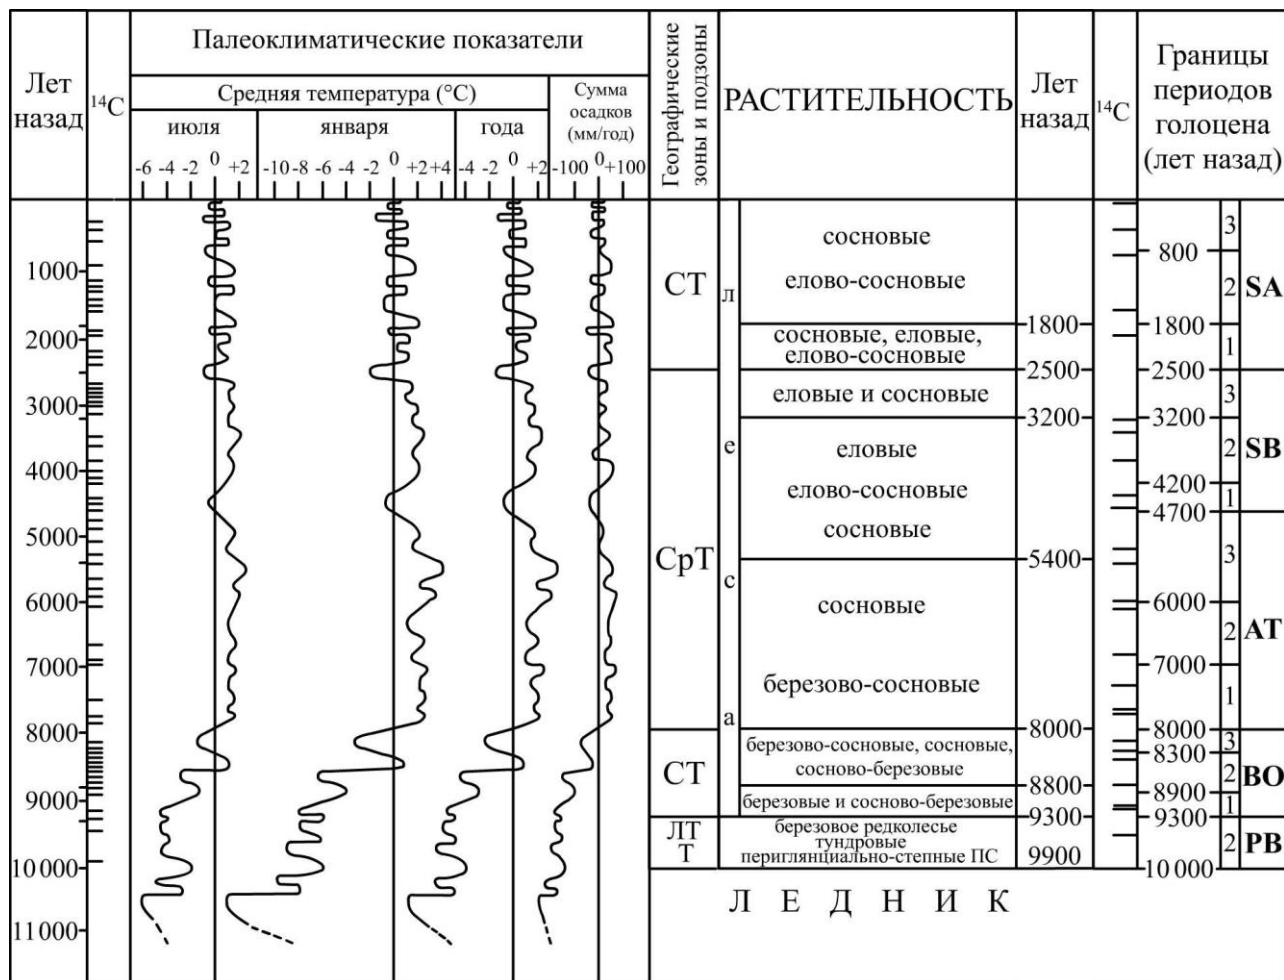 Лет
назад
¹⁴C
Палеоклиматические показатели
Средняя температура (°С)
июля
января
года
Сумма
осадков
(мм/год)
-6 -4 -2 0 +2
-10 -8 -6 -4 -2 0 +2 +4
-4 -2 0 +2
-100 0 +100
Географические
зоны и подзоны
РАСТИТЕЛЬНОСТЬ
Лет
назад
¹⁴C
Границы
периодов
голоцена
(лет назад)
1000
2000
3000
4000
5000
6000
7000
8000
9000
10 000
11 000
СТ
СрТ
СТ
ЛТ
Т
л
е
с
а
сосновые
елово-сосновые
сосновые, еловые,
елово-сосновые
еловые и сосновые
еловые
елово-сосновые
сосновые
сосновые
березово-сосновые
березово-сосновые, сосновые,
сосново-березовые
березовые и сосново-березовые
березовое редколесье
тундровые
перигляциально-степные ПС
Л Е Д Н И К
1800
2500
3200
5400
8000
8800
9300
9900
800
1800
2500
3200
4200
4700
6000
7000
8000
8300
8900
9300
10 000
3
2
1
SA
3
2
1
SB
3
2
1
AT
3
2
1
BO
2
PB